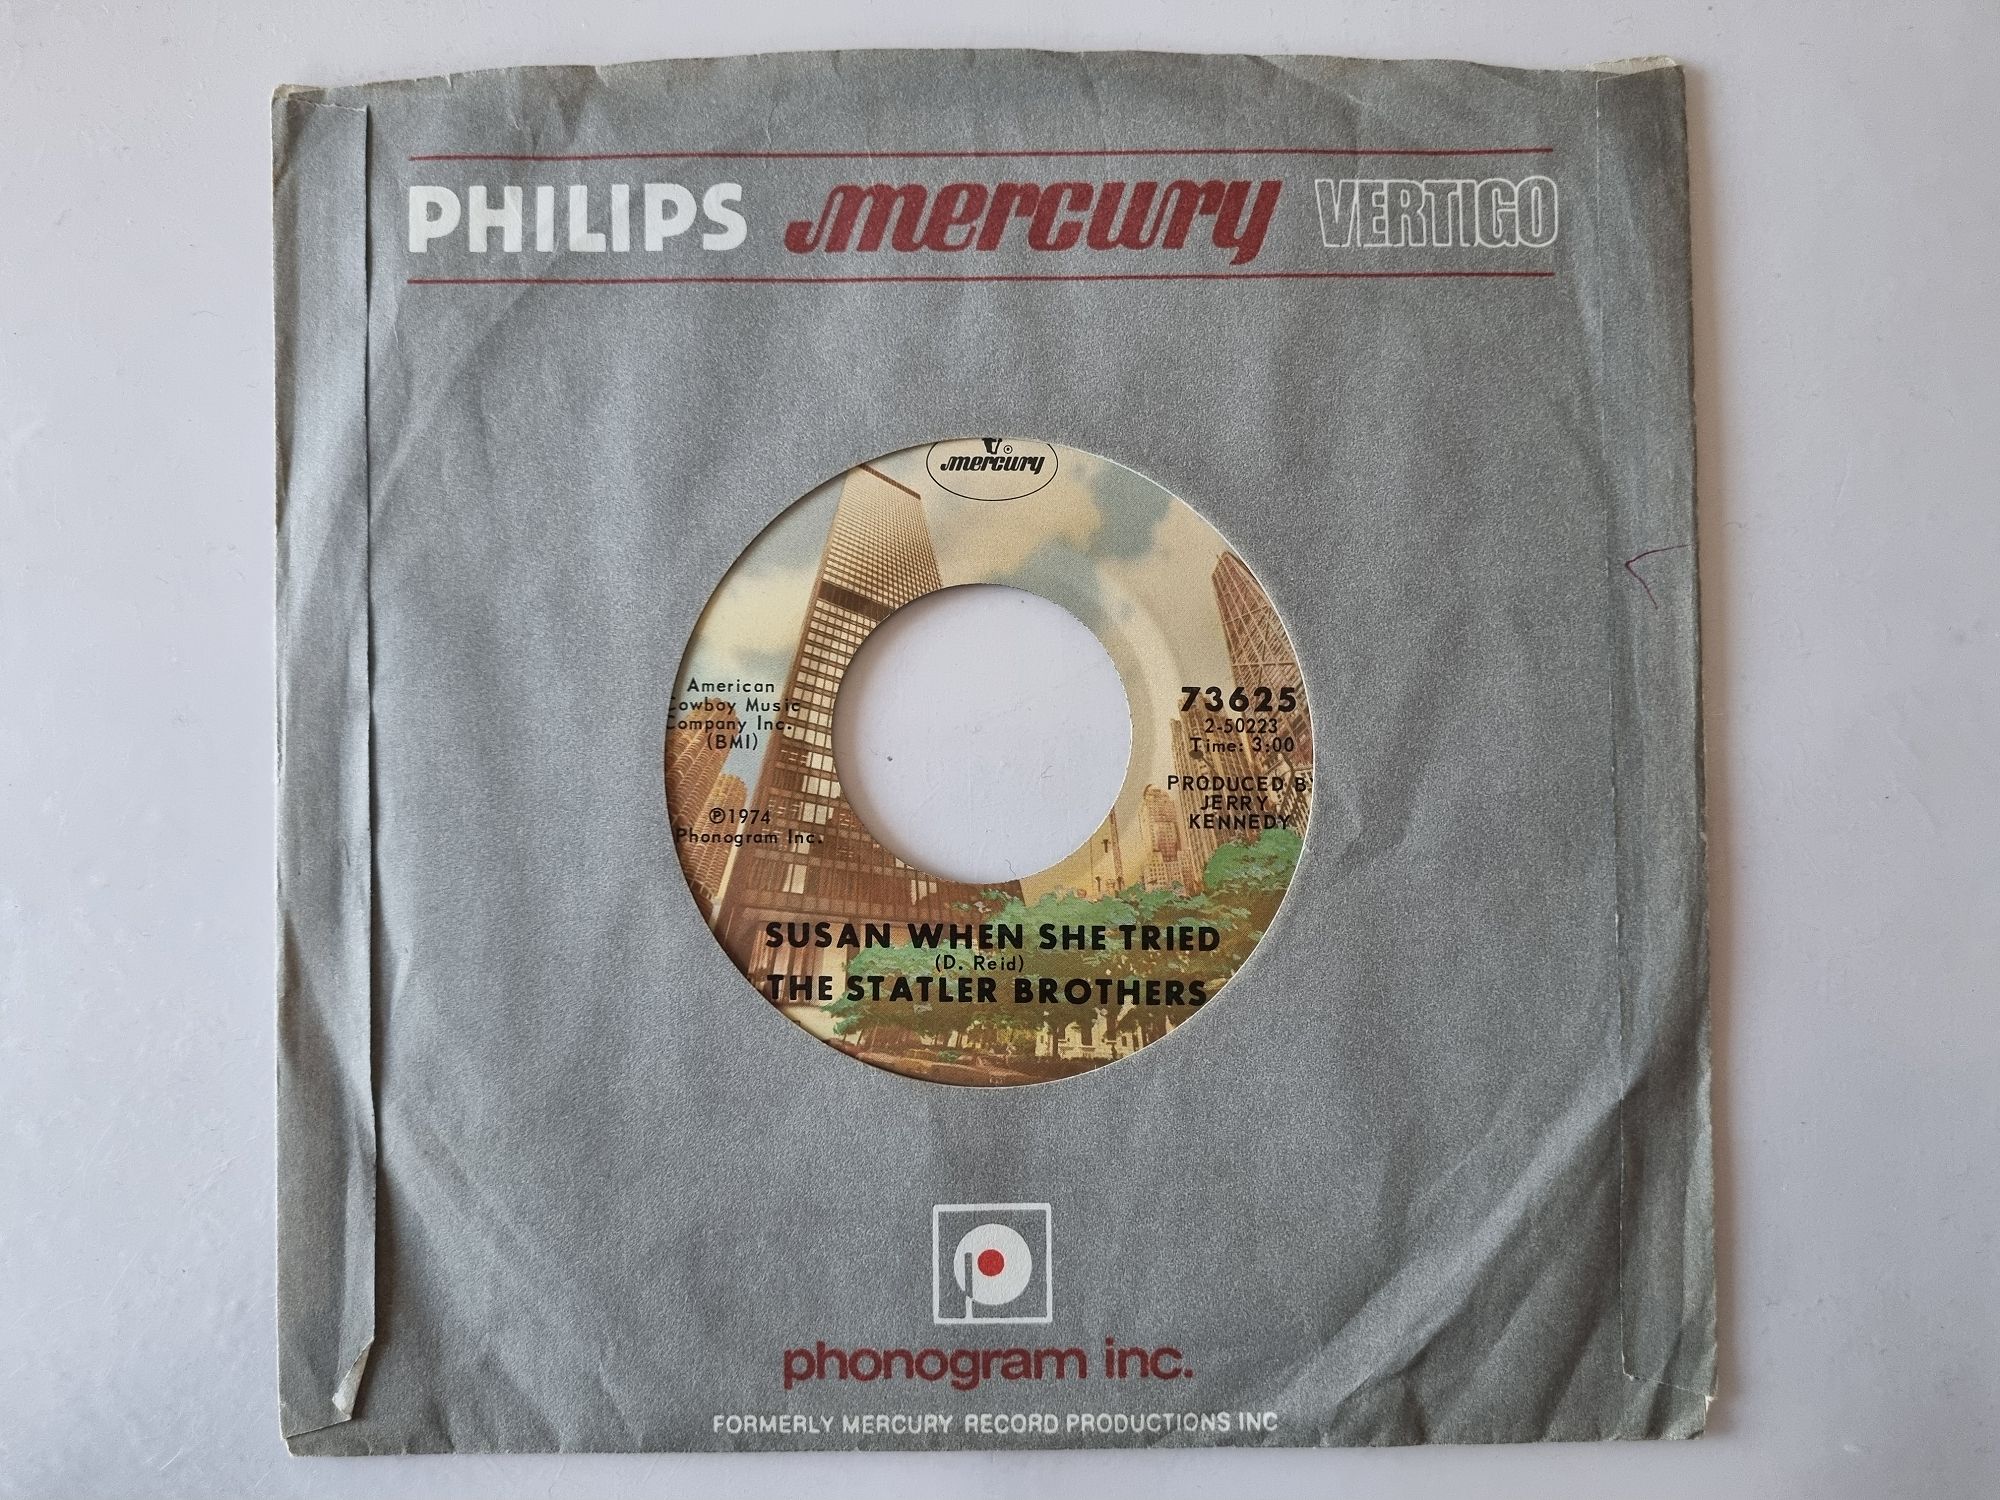 PHILIPS mercury VERTIGO
mercury
American
Cowboy Music
Company Inc.
(BMI)
℗1974
Phonogram Inc.
73625
2-50223
Time: 3:00
PRODUCED BY
JERRY
KENNEDY
SUSAN WHEN SHE TRIED
(D. Reid)
THE STATLER BROTHERS
phonogram inc.
FORMERLY MERCURY RECORD PRODUCTIONS INC